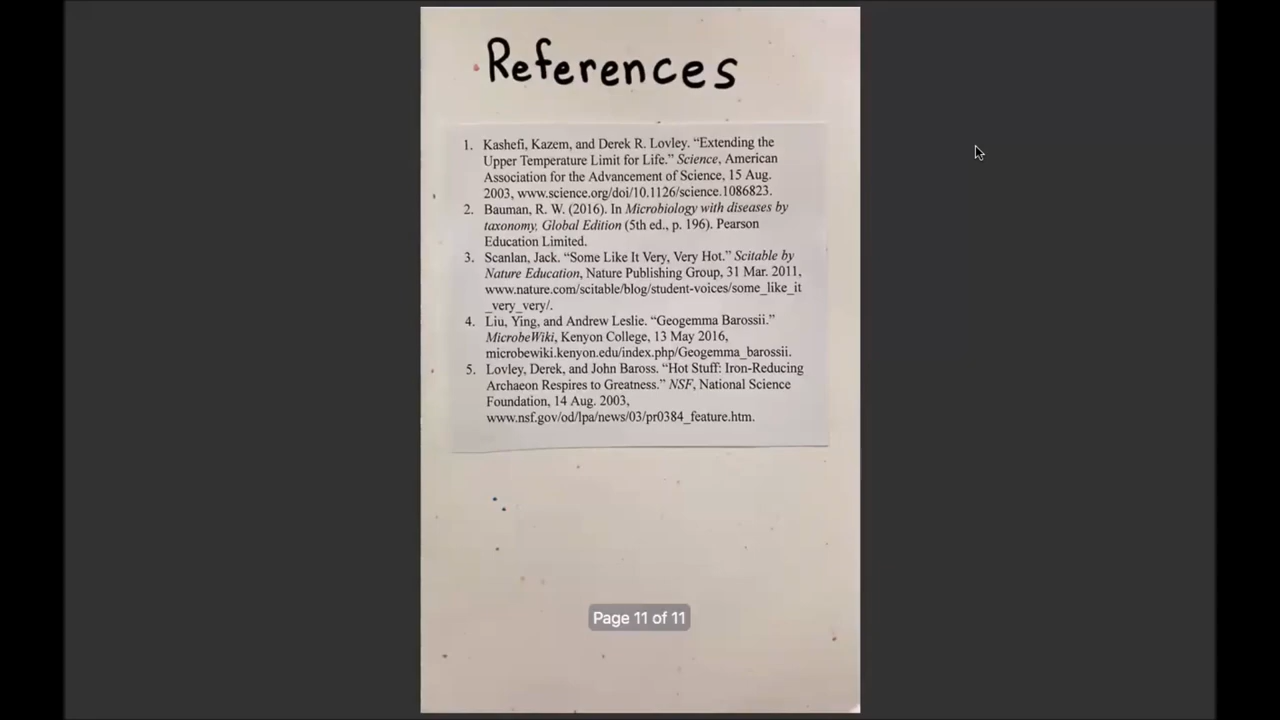 References
1. Kashefi, Kazem, and Derek R. Lovley. “Extending the
Upper Temperature Limit for Life.” Science, American
Association for the Advancement of Science, 15 Aug.
2003, www.science.org/doi/10.1126/science.1086823.
2. Bauman, R. W. (2016). In Microbiology with diseases by
taxonomy, Global Edition (5th ed., p. 196). Pearson
Education Limited.
3. Scanlan, Jack. “Some Like It Very, Very Hot.” Scitable by
Nature Education, Nature Publishing Group, 31 Mar. 2011,
www.nature.com/scitable/blog/student-voices/some_like_it
_very_very/.
4. Liu, Ying, and Andrew Leslie. “Geogemma Barossii.”
MicrobeWiki, Kenyon College, 13 May 2016,
microbewiki.kenyon.edu/index.php/Geogemma_barossii.
5. Lovley, Derek, and John Baross. “Hot Stuff: Iron-Reducing
Archaeon Respires to Greatness.” NSF, National Science
Foundation, 14 Aug. 2003,
www.nsf.gov/od/lpa/news/03/pr0384_feature.htm.
Page 11 of 11